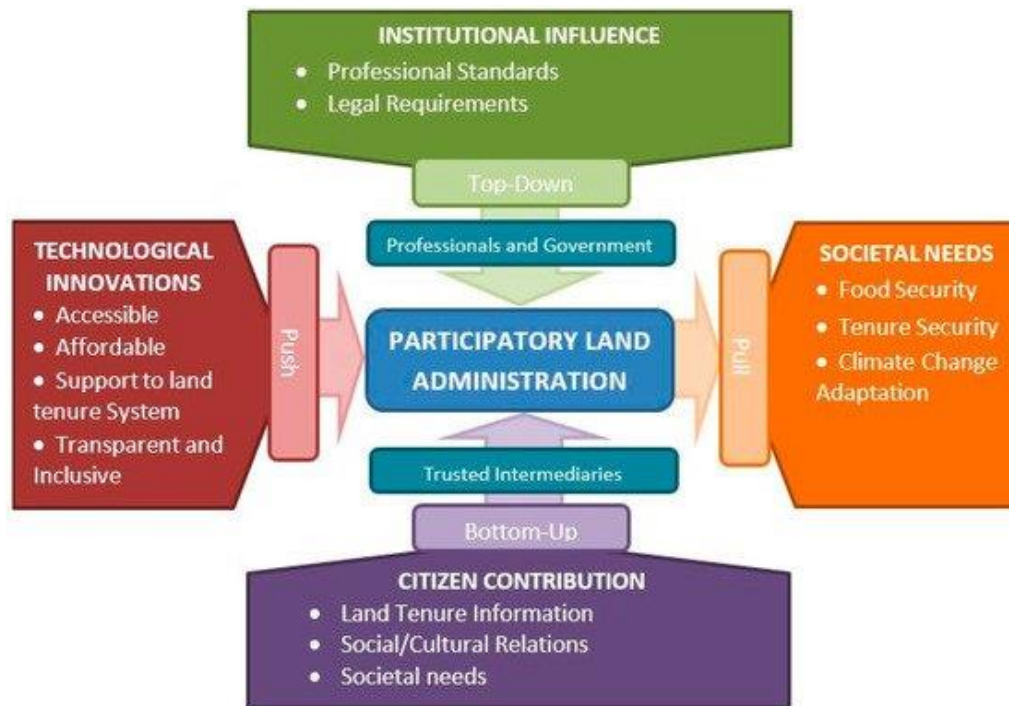 INSTITUTIONAL INFLUENCE
• Professional Standards
• Legal Requirements
Top-Down
Professionals and Government
TECHNOLOGICAL
INNOVATIONS
• Accessible
• Affordable
• Support to land
tenure System
• Transparent and
Inclusive
Push
PARTICIPATORY LAND
ADMINISTRATION
Pull
SOCIETAL NEEDS
• Food Security
• Tenure Security
• Climate Change
Adaptation
Trusted Intermediaries
Bottom-Up
CITIZEN CONTRIBUTION
• Land Tenure Information
• Social/Cultural Relations
• Societal needs